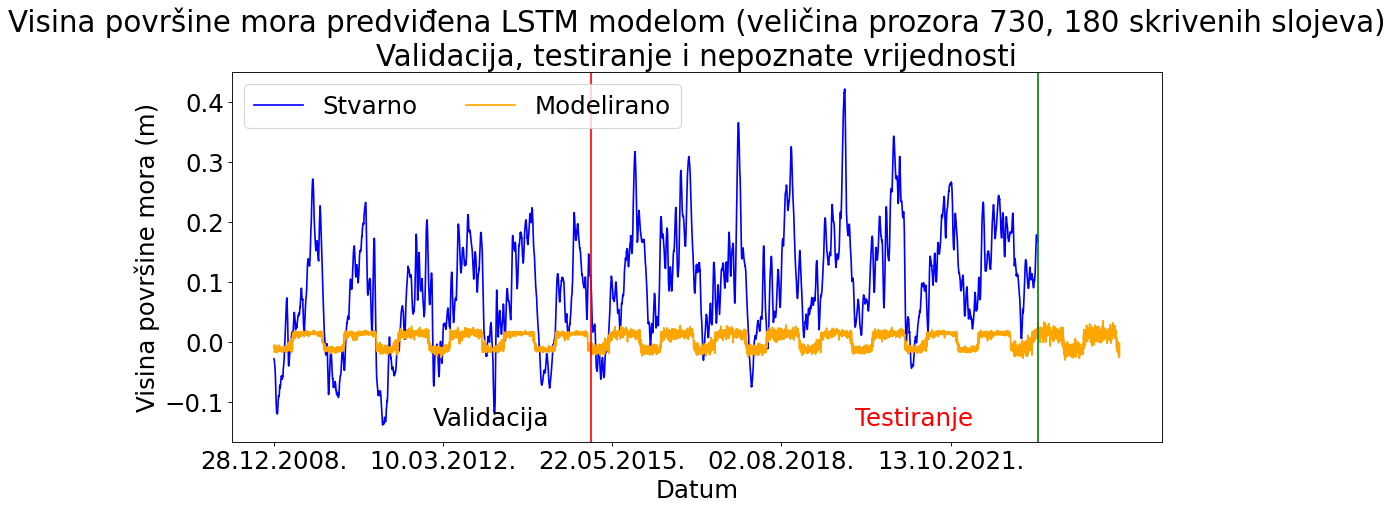 Visina površine mora predviđena LSTM modelom (veličina prozora 730, 180 skrivenih slojeva)
Validacija, testiranje i nepoznate vrijednosti
Stvarno
Modelirano
Visina površine mora (m)
0.4
0.3
0.2
0.1
0.0
−0.1
Validacija
Testiranje
28.12.2008.
10.03.2012.
22.05.2015.
02.08.2018.
13.10.2021.
Datum